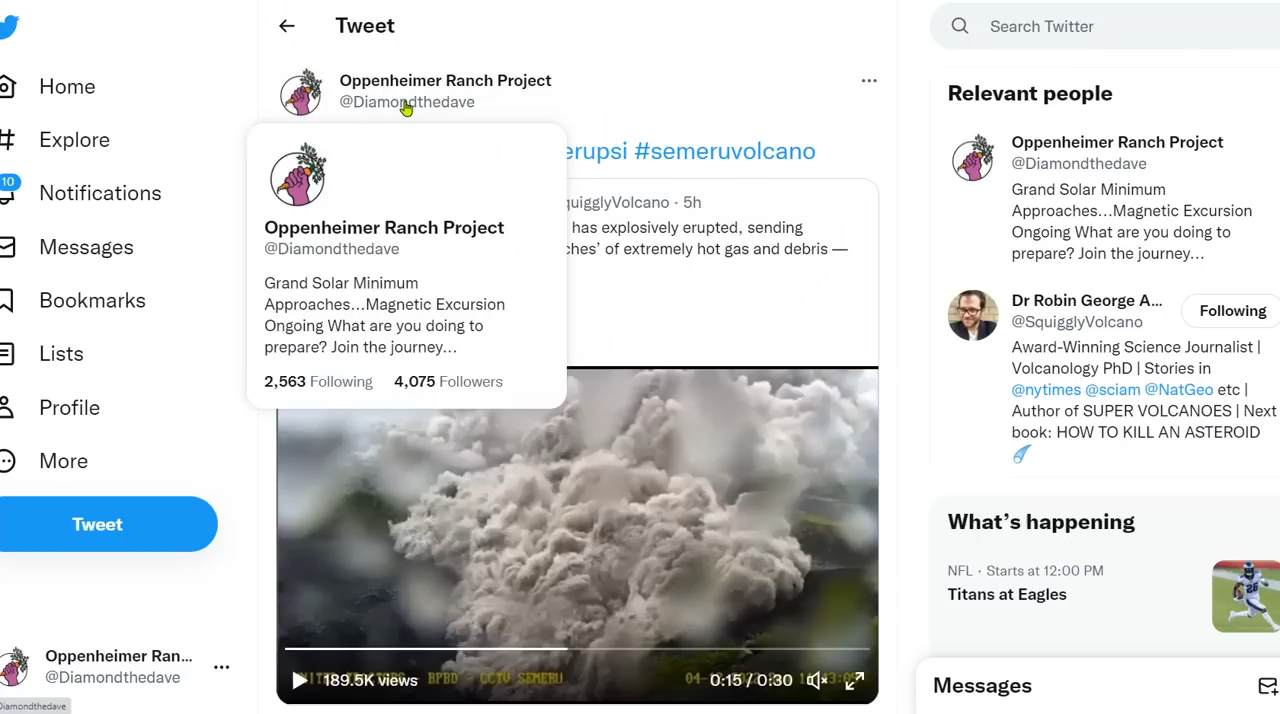 Home
Explore
10
Notifications
Messages
Bookmarks
Lists
Profile
More
Tweet
Oppenheimer Ran...
@Diamondthedave
Diamondthedave
Tweet
Oppenheimer Ranch Project
@Diamondthedave
Oppenheimer Ranch Project
@Diamondthedave
Grand Solar Minimum
Approaches...Magnetic Excursion
Ongoing What are you doing to
prepare? Join the journey...
2,563 Following 4,075 Followers
erupsi #semeruvolcano
quigglyVolcano · 5h
has explosively erupted, sending
ches' of extremely hot gas and debris —
189.5K views
BPBD - CCTV SEMERU
0:15 / 0:30
Search Twitter
Relevant people
Oppenheimer Ranch Project
@Diamondthedave
Grand Solar Minimum
Approaches...Magnetic Excursion
Ongoing What are you doing to
prepare? Join the journey...
Dr Robin George A...
@SquigglyVolcano
Following
Award-Winning Science Journalist |
Volcanology PhD | Stories in
@nytimes @sciam @NatGeo etc |
Author of SUPER VOLCANOES | Next
book: HOW TO KILL AN ASTEROID
What's happening
NFL · Starts at 12:00 PM
Titans at Eagles
Messages